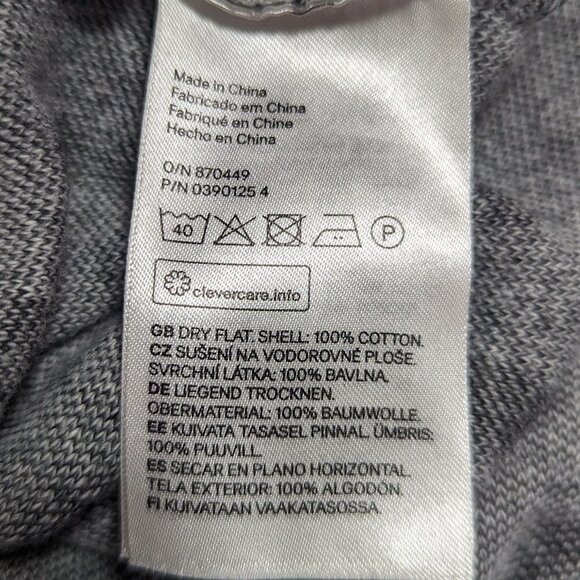 Made in China
Fabricado em China
Fabriqué en Chine
Hecho en China
O/N 870449
P/N 0390125 4
40
P
clevercare.info
GB DRY FLAT. SHELL: 100% COTTON.
CZ SUŠENÍ NA VODOROVNÉ PLOŠE.
SVRCHNÍ LÁTKA: 100% BAVLNA.
DE LIEGEND TROCKNEN.
OBERMATERIAL: 100% BAUMWOLLE.
EE KUIVATA TASASEL PINNAL. ÜMBRIS:
100% PUUVILL.
ES SECAR EN PLANO HORIZONTAL.
TELA EXTERIOR: 100% ALGODÓN.
FI KUIVATAAN VAAKATASOSSA.